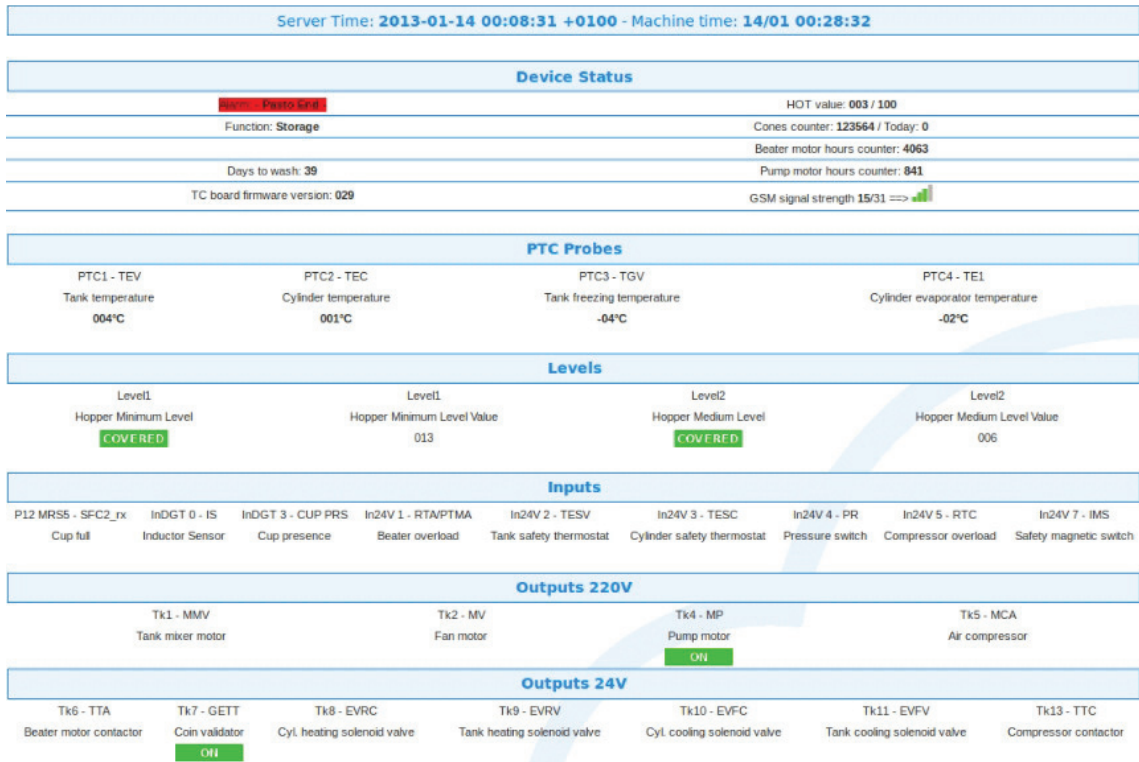 Server Time: 2013-01-14 00:08:31 +0100 - Machine time: 14/01 00:28:32
Device Status
Alarm: - Pasto End -
HOT value: 003 / 100
Function: Storage
Cones counter: 123564 / Today: 0
Beater motor hours counter: 4063
Days to wash: 39
Pump motor hours counter: 841
TC board firmware version: 029
GSM signal strength 15/31 ==>
PTC Probes
PTC1 - TEV PTC2 - TEC PTC3 - TGV PTC4 - TE1
Tank temperature Cylinder temperature Tank freezing temperature Cylinder evaporator temperature
004°C 001°C -04°C -02°C
Levels
Level1 Level1 Level2 Level2
Hopper Minimum Level Hopper Minimum Level Value Hopper Medium Level Hopper Medium Level Value
COVERED 013 COVERED 006
Inputs
P12 MRS5 - SFC2_rx InDGT 0 - IS InDGT 3 - CUP PRS In24V 1 - RTA/PTMA In24V 2 - TESV In24V 3 - TESC In24V 4 - PR In24V 5 - RTC In24V 7 - IMS
Cup full Inductor Sensor Cup presence Beater overload Tank safety thermostat Cylinder safety thermostat Pressure switch Compressor overload Safety magnetic switch
Outputs 220V
Tk1 - MMV Tk2 - MV Tk4 - MP Tk5 - MCA
Tank mixer motor Fan motor Pump motor Air compressor
ON
Outputs 24V
Tk6 - TTA Tk7 - GETT Tk8 - EVRC Tk9 - EVRV Tk10 - EVFC Tk11 - EVFV Tk13 - TTC
Beater motor contactor Coin validator Cyl. heating solenoid valve Tank heating solenoid valve Cyl. cooling solenoid valve Tank cooling solenoid valve Compressor contactor
ON